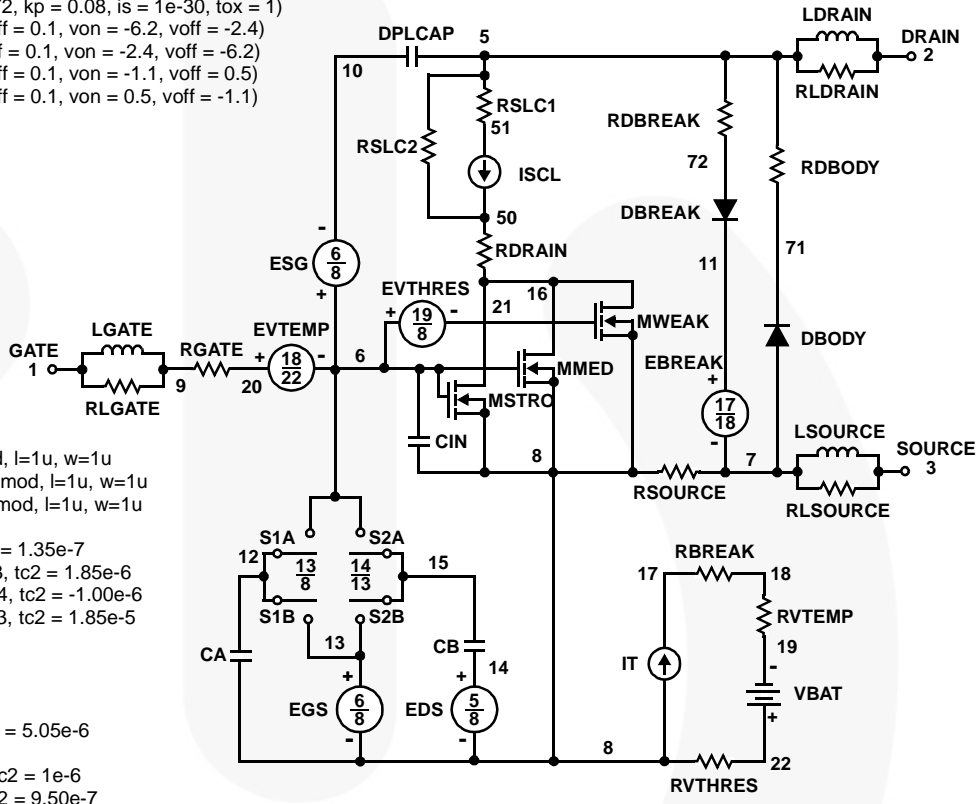 72, kp = 0.08, is = 1e-30, tox = 1)
ff = 0.1, von = -6.2, voff = -2.4)
ff = 0.1, von = -2.4, voff = -6.2)
ff = 0.1, von = -1.1, voff = 0.5)
ff = 0.1, von = 0.5, voff = -1.1)
LDRAIN
DPLCAP 5
DRAIN
2
10
RLDRAIN
RSLC1
51
RDBREAK
RSLC2
72
RDBODY
ISCL
DBREAK
50
-
ESG 6/8
+
RDRAIN
11
71
EVTHRES
+ 19/8 -
16
21
MWEAK
LGATE
EVTEMP
GATE
1
RGATE
+ 18/22 -
6
EBREAK
DBODY
MMED
9
20
RLGATE
MSTRO
+
17/18
-
CIN
LSOURCE
SOURCE
3
8
7
RSOURCE
RLSOURCE
d, l=1u, w=1u
mod, l=1u, w=1u
mod, l=1u, w=1u
= 1.35e-7
3, tc2 = 1.85e-6
4, tc2 = -1.00e-6
3, tc2 = 1.85e-5
S1A S2A
12 13/8 14/13 15
S1B S2B
RBREAK
17 18
RVTEMP
13
CB
19
CA
14
IT
-
VBAT
+
+ +
EGS 6/8 EDS 5/8
- -
= 5.05e-6
8
22
RVTHRES
tc2 = 1e-6
2 = 9.50e-7